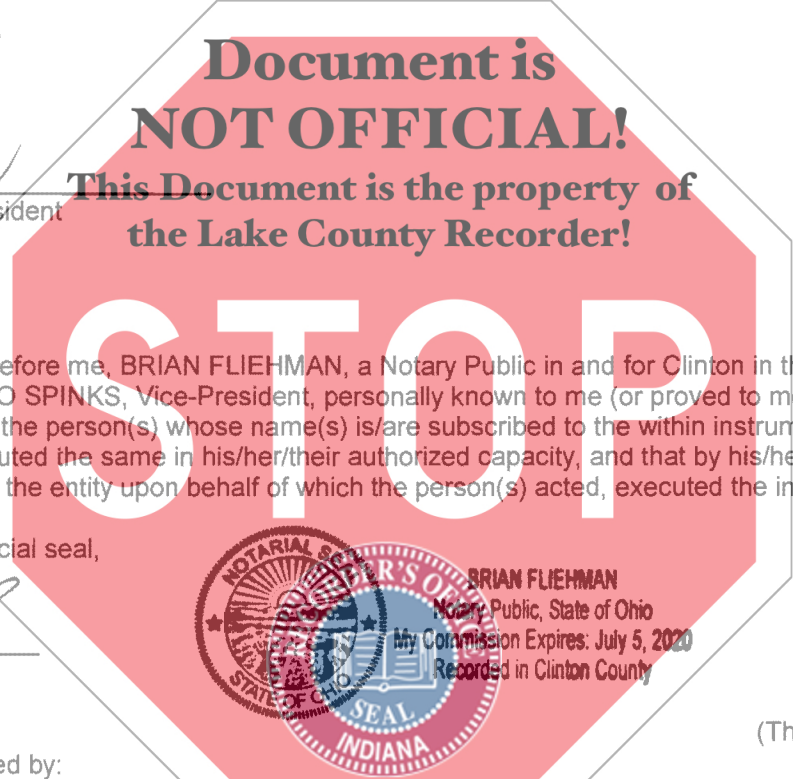 Document is
NOT OFFICIAL!
This Document is the property of
sident
the Lake County Recorder!
STOP
efore me, BRIAN FLIEHMAN, a Notary Public in and for Clinton in th
O SPINKS, Vice-President, personally known to me (or proved to m
the person(s) whose name(s) is/are subscribed to the within instrum
uted the same in his/her/their authorized capacity, and that by his/he
the entity upon behalf of which the person(s) acted, executed the in
cial seal,
NOTARIAL SEAL
STATE OF OHIO
RECORDER'S OFFICE
SEAL
INDIANA
BRIAN FLIEHMAN
Notary Public, State of Ohio
My Commission Expires: July 5, 2020
Recorded in Clinton County
(Th
ed by: